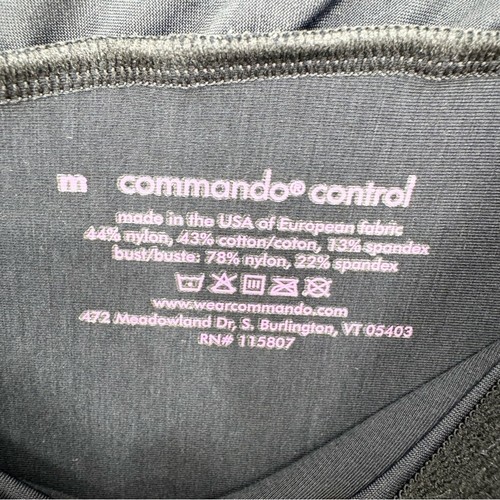 m commando® control
made in the USA of European fabric
44% nylon, 43% cotton/coton, 13% spandex
bust/buste: 78% nylon, 22% spandex
www.wearcommando.com
472 Meadowland Dr, S. Burlington, VT 05403
RN# 115807